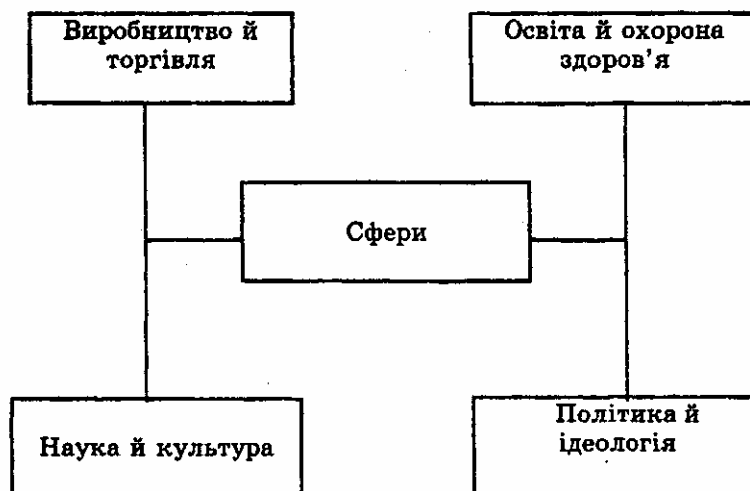 Виробництво й
торгівля
Освіта й охорона
здоров'я
Сфери
Наука й культура
Політика й
ідеологія